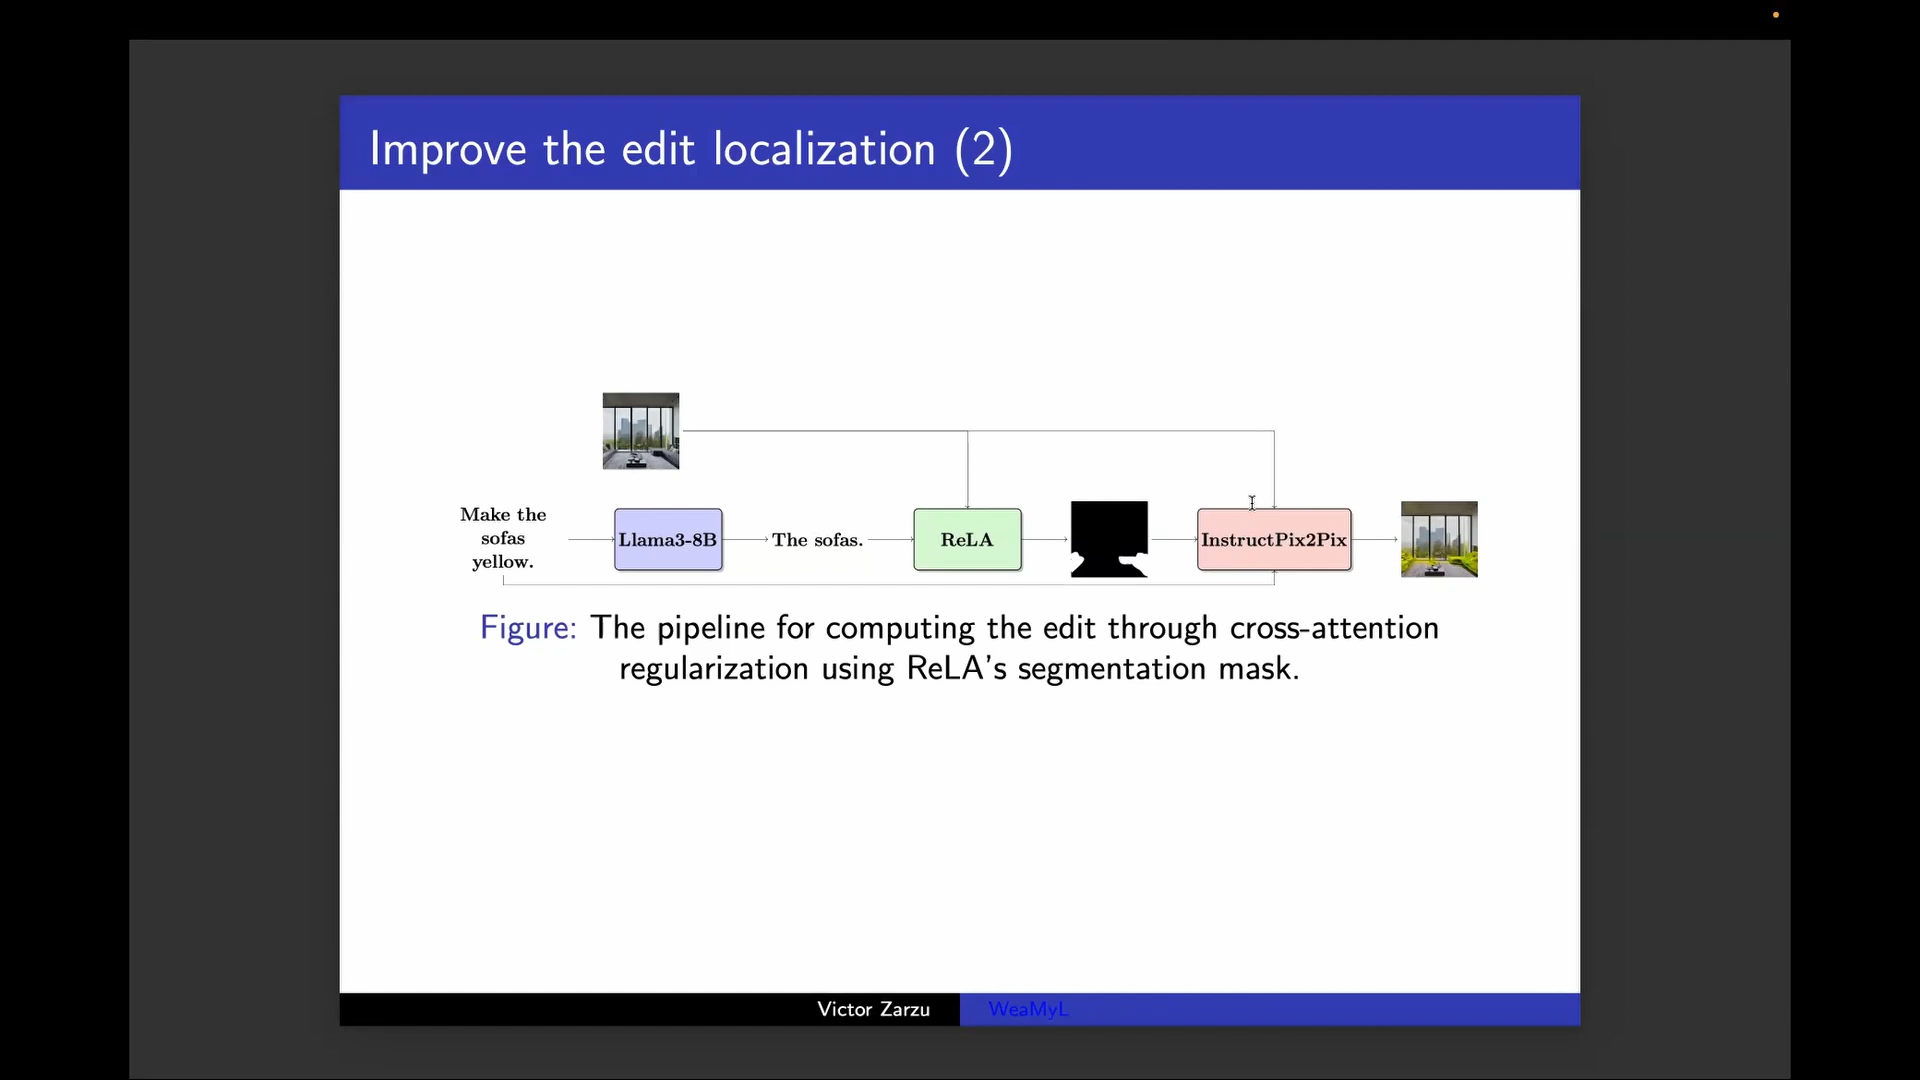 Improve the edit localization (2)
Make the
sofas
yellow.
Llama3-8B
The sofas.
ReLA
InstructPix2Pix
Figure: The pipeline for computing the edit through cross-attention
regularization using ReLA's segmentation mask.
Victor Zarzu
WeaMyL